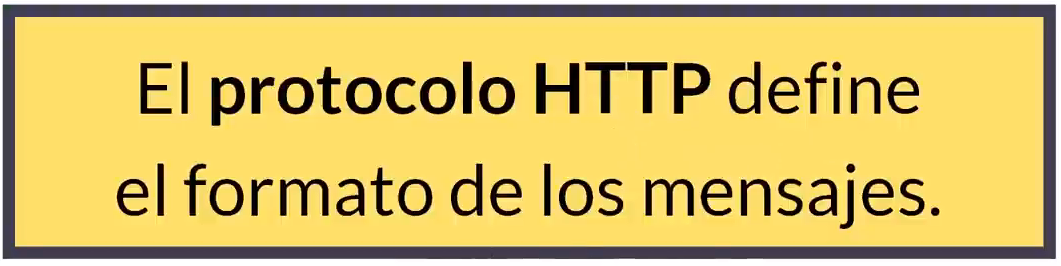 El protocolo HTTP define
el formato de los mensajes.